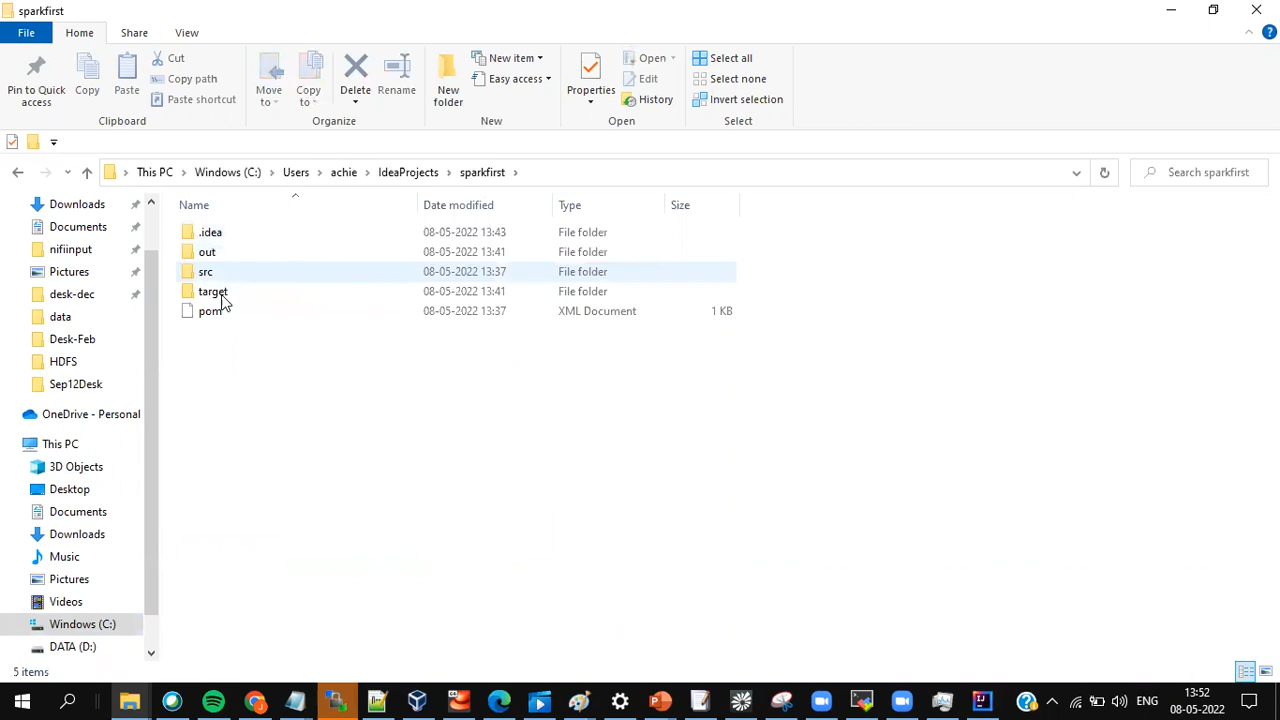 sparkfirst
File
Home
Share
View
Pin to Quick access
Copy
Paste
Cut
Copy path
Paste shortcut
Clipboard
Move to
Copy to
Delete
Rename
Organize
New folder
New item
Easy access
New
Properties
Open
Edit
History
Open
Select all
Select none
Invert selection
Select
This PC
Windows (C:)
Users
achie
IdeaProjects
sparkfirst
Search sparkfirst
Name
Date modified
Type
Size
.idea 08-05-2022 13:43 File folder
out 08-05-2022 13:41 File folder
src 08-05-2022 13:37 File folder
target 08-05-2022 13:41 File folder
pom 08-05-2022 13:37 XML Document 1 KB
Downloads
Documents
nifiinput
Pictures
desk-dec
data
Desk-Feb
HDFS
Sep12Desk
OneDrive - Personal
This PC
3D Objects
Desktop
Documents
Downloads
Music
Pictures
Videos
Windows (C:)
DATA (D:)
5 items
ENG
13:52
08-05-2022